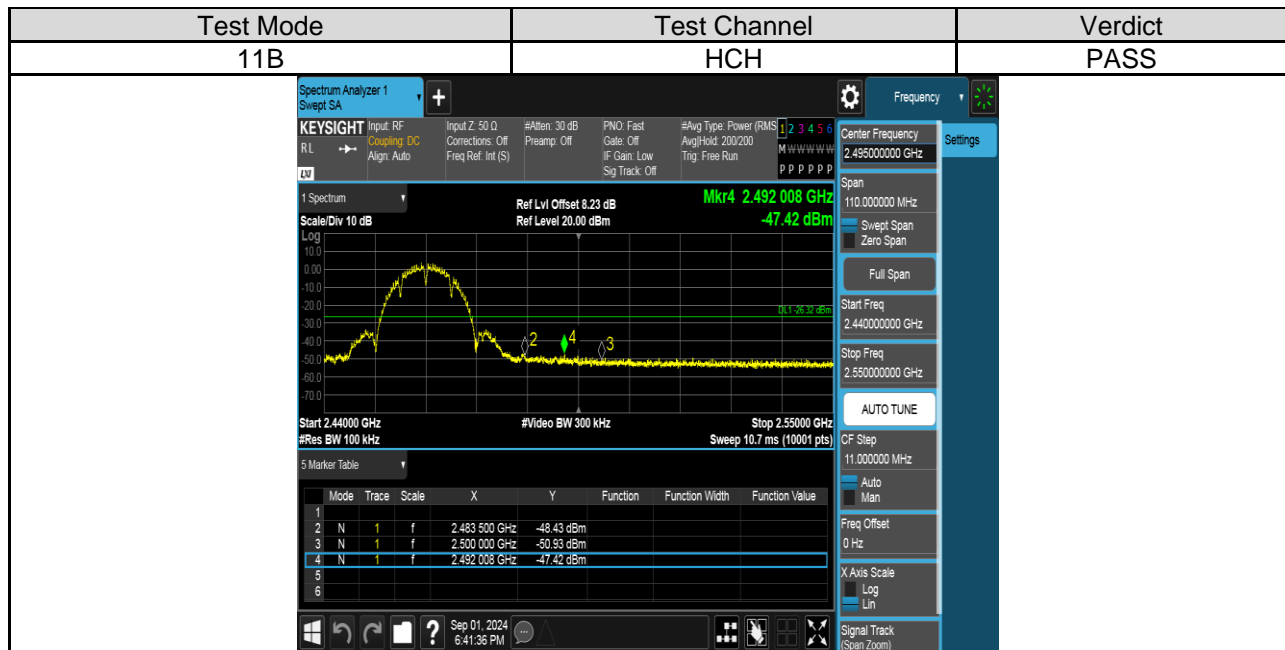 Test Mode Test Channel Verdict
11B HCH PASS
Spectrum Analyzer 1
Swept SA
+
Frequency
KEYSIGHT Input: RF Input Z: 50 Ω #Atten: 30 dB PNO: Fast #Avg Type: Power (RMS 1 2 3 4 5 6
RL Coupling: DC Corrections: Off Preamp: Off Gate: Off Avg|Hold: 200/200 M W W W W W
Align: Auto Freq Ref: Int (S) IF Gain: Low Trig: Free Run
LXI Sig Track: Off P P P P P P
1 Spectrum Ref Lvl Offset 8.23 dB Mkr4 2.492 008 GHz
Scale/Div 10 dB Ref Level 20.00 dBm -47.42 dBm
Log
10.0
0.00
-10.0
-20.0
DL1 -26.32 dBm
-30.0
-40.0
2 4 3
-50.0
-60.0
-70.0
Start 2.44000 GHz #Video BW 300 kHz Stop 2.55000 GHz
#Res BW 100 kHz Sweep 10.7 ms (10001 pts)
5 Marker Table
Mode Trace Scale X Y Function Function Width Function Value
1
2 N 1 f 2.483 500 GHz -48.43 dBm
3 N 1 f 2.500 000 GHz -50.93 dBm
4 N 1 f 2.492 008 GHz -47.42 dBm
5
6
Sep 01, 2024
6:41:36 PM
Center Frequency
2.495000000 GHz
Settings
Span
110.000000 MHz
Swept Span
Zero Span
Full Span
Start Freq
2.440000000 GHz
Stop Freq
2.550000000 GHz
AUTO TUNE
CF Step
11.000000 MHz
Auto
Man
Freq Offset
0 Hz
X Axis Scale
Log
Lin
Signal Track
(Span Zoom)